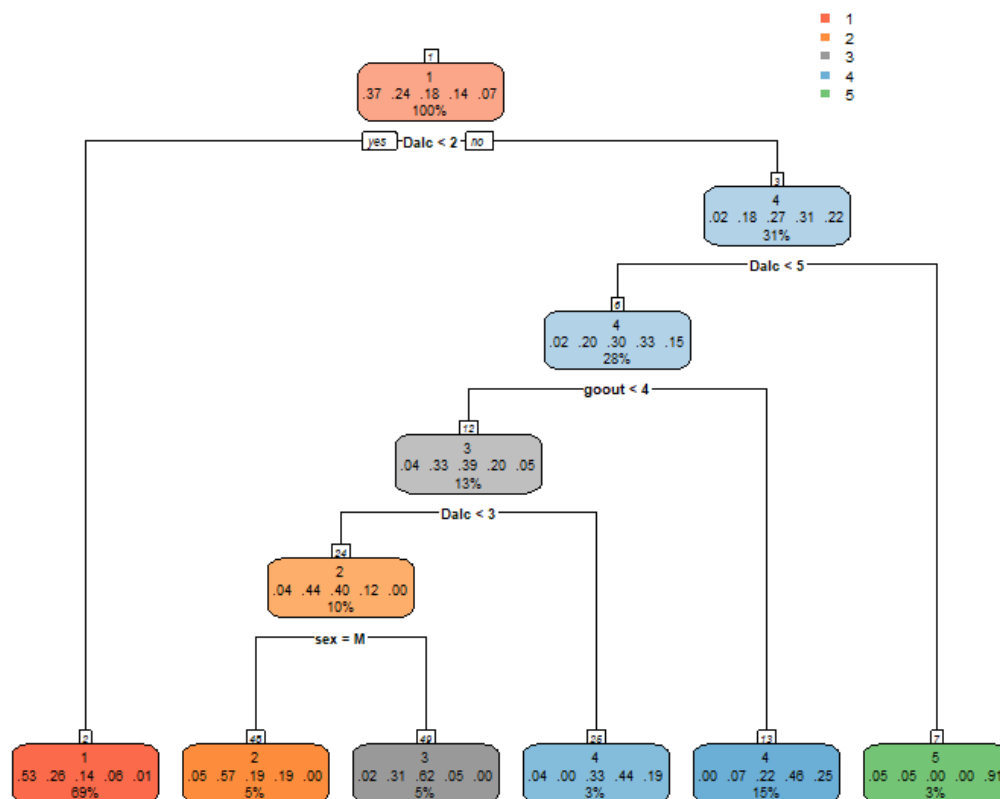 1
2
3
4
5
1
1
.37 .24 .18 .14 .07
100%
yes Dalc < 2 no
3
4
.02 .18 .27 .31 .22
31%
Dalc < 5
6
4
.02 .20 .30 .33 .15
28%
goout < 4
12
3
.04 .33 .39 .20 .05
13%
Dalc < 3
24
2
.04 .44 .40 .12 .00
10%
sex = M
2
1
.53 .26 .14 .06 .01
69%
48
2
.05 .57 .19 .19 .00
5%
49
3
.02 .31 .62 .05 .00
5%
25
4
.04 .00 .33 .44 .19
3%
13
4
.00 .07 .22 .46 .25
15%
7
5
.05 .05 .00 .00 .91
3%